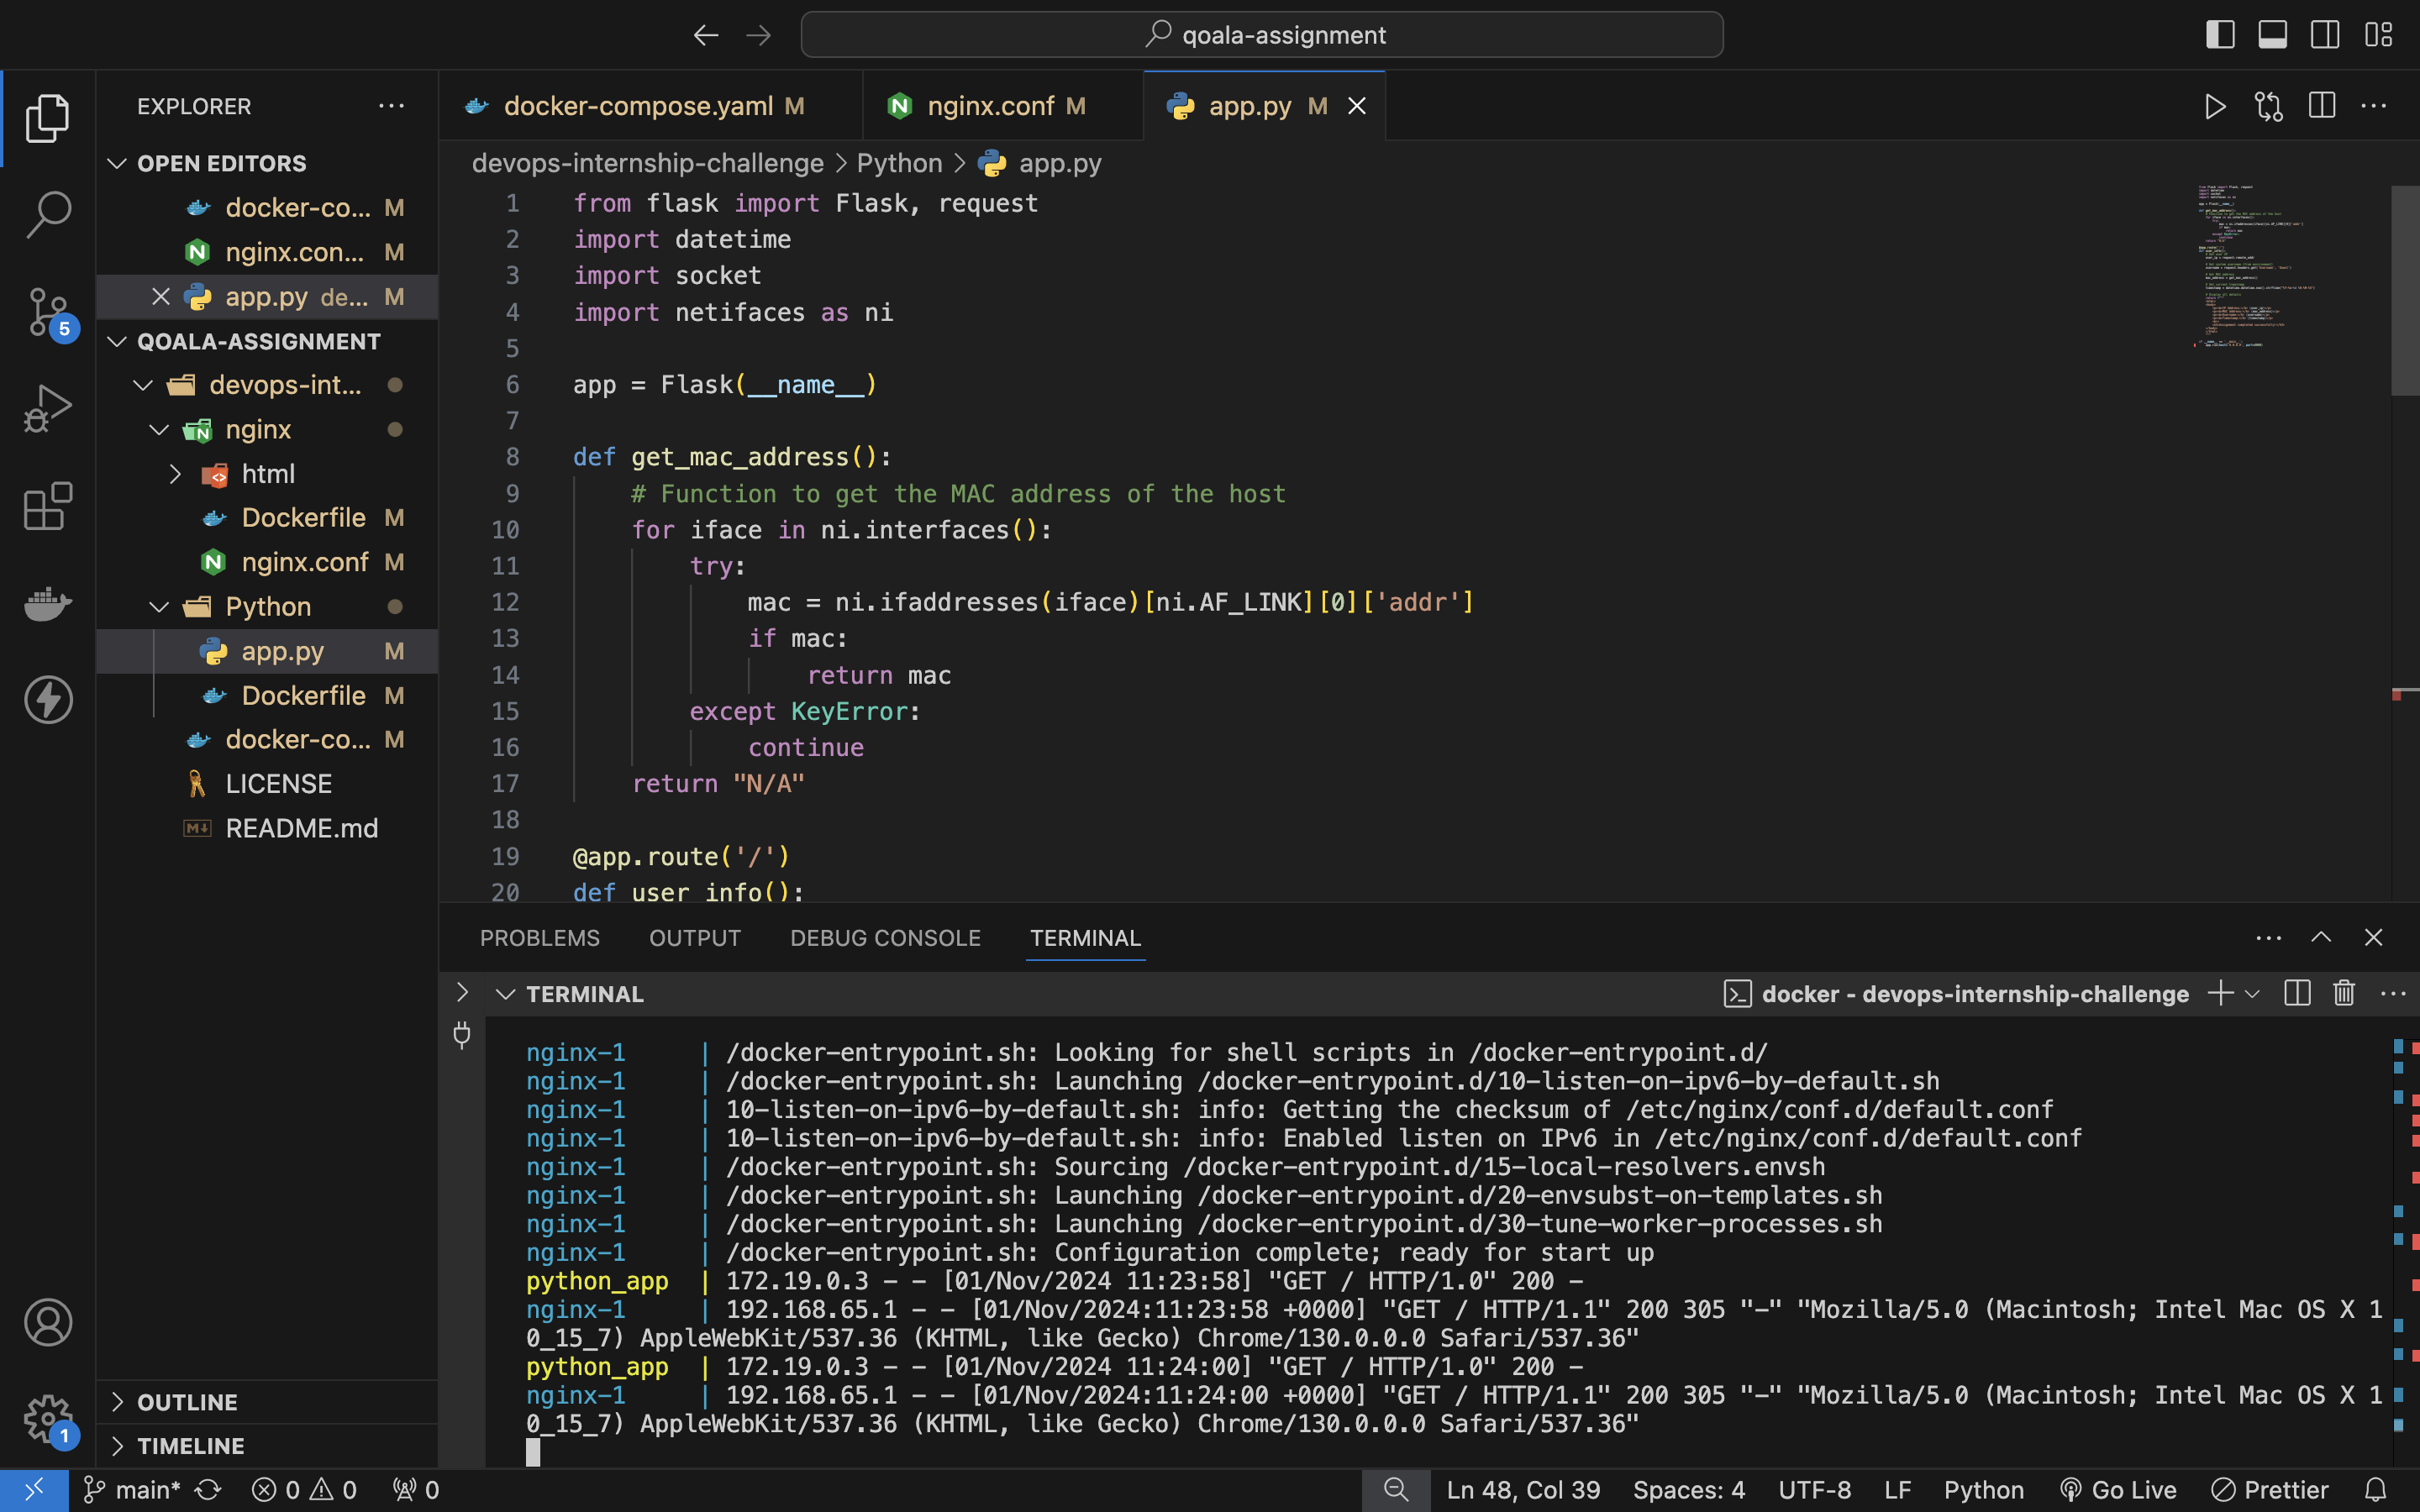 qoala-assignment
EXPLORER
OPEN EDITORS
docker-co... M
nginx.con... M
app.py de... M
5
QOALA-ASSIGNMENT
devops-int...
nginx
html
Dockerfile M
nginx.conf M
Python
app.py M
Dockerfile M
docker-co... M
LICENSE
README.md
OUTLINE
1
TIMELINE
docker-compose.yaml M
nginx.conf M
app.py M
devops-internship-challenge > Python > app.py
1 from flask import Flask, request
2 import datetime
3 import socket
4 import netifaces as ni
5
6 app = Flask(__name__)
7
8 def get_mac_address():
9 # Function to get the MAC address of the host
10 for iface in ni.interfaces():
11 try:
12 mac = ni.ifaddresses(iface)[ni.AF_LINK][0]['addr']
13 if mac:
14 return mac
15 except KeyError:
16 continue
17 return "N/A"
18
19 @app.route('/')
20 def user_info():
PROBLEMS OUTPUT DEBUG CONSOLE TERMINAL
TERMINAL docker - devops-internship-challenge
nginx-1 | /docker-entrypoint.sh: Looking for shell scripts in /docker-entrypoint.d/
nginx-1 | /docker-entrypoint.sh: Launching /docker-entrypoint.d/10-listen-on-ipv6-by-default.sh
nginx-1 | 10-listen-on-ipv6-by-default.sh: info: Getting the checksum of /etc/nginx/conf.d/default.conf
nginx-1 | 10-listen-on-ipv6-by-default.sh: info: Enabled listen on IPv6 in /etc/nginx/conf.d/default.conf
nginx-1 | /docker-entrypoint.sh: Sourcing /docker-entrypoint.d/15-local-resolvers.envsh
nginx-1 | /docker-entrypoint.sh: Launching /docker-entrypoint.d/20-envsubst-on-templates.sh
nginx-1 | /docker-entrypoint.sh: Launching /docker-entrypoint.d/30-tune-worker-processes.sh
nginx-1 | /docker-entrypoint.sh: Configuration complete; ready for start up
python_app | 172.19.0.3 - - [01/Nov/2024 11:23:58] "GET / HTTP/1.0" 200 -
nginx-1 | 192.168.65.1 - - [01/Nov/2024:11:23:58 +0000] "GET / HTTP/1.1" 200 305 "-" "Mozilla/5.0 (Macintosh; Intel Mac OS X 1
0_15_7) AppleWebKit/537.36 (KHTML, like Gecko) Chrome/130.0.0.0 Safari/537.36"
python_app | 172.19.0.3 - - [01/Nov/2024 11:24:00] "GET / HTTP/1.0" 200 -
nginx-1 | 192.168.65.1 - - [01/Nov/2024:11:24:00 +0000] "GET / HTTP/1.1" 200 305 "-" "Mozilla/5.0 (Macintosh; Intel Mac OS X 1
0_15_7) AppleWebKit/537.36 (KHTML, like Gecko) Chrome/130.0.0.0 Safari/537.36"
main* 0 0 0 Ln 48, Col 39 Spaces: 4 UTF-8 LF Python Go Live Prettier